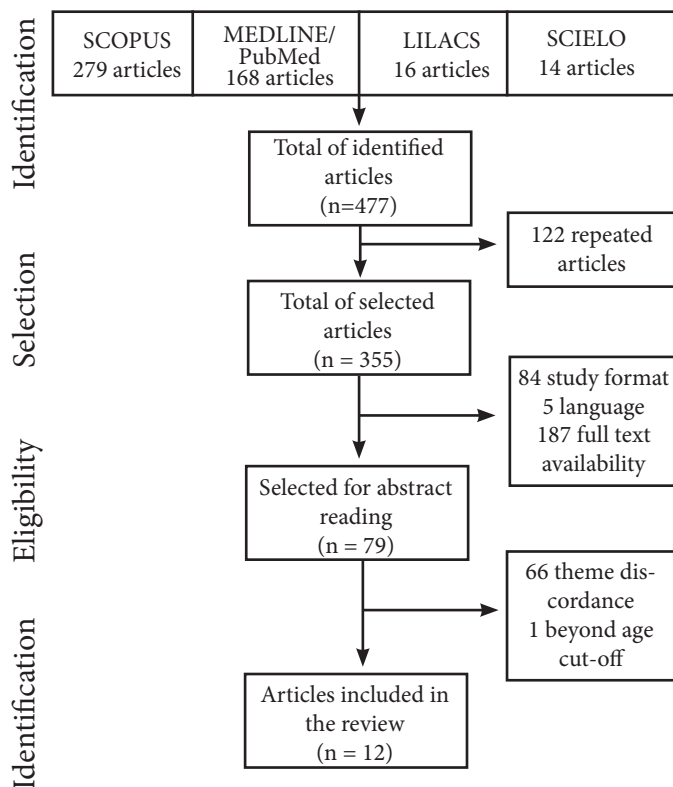 Identification
SCOPUS
279 articles
MEDLINE/
PubMed
168 articles
LILACS
16 articles
SCIELO
14 articles
Total of identified
articles
(n=477)
122 repeated
articles
Selection
Total of selected
articles
(n = 355)
84 study format
5 language
187 full text
availability
Eligibility
Selected for abstract
reading
(n = 79)
66 theme dis-
cordance
1 beyond age
cut-off
Identification
Articles included in
the review
(n = 12)